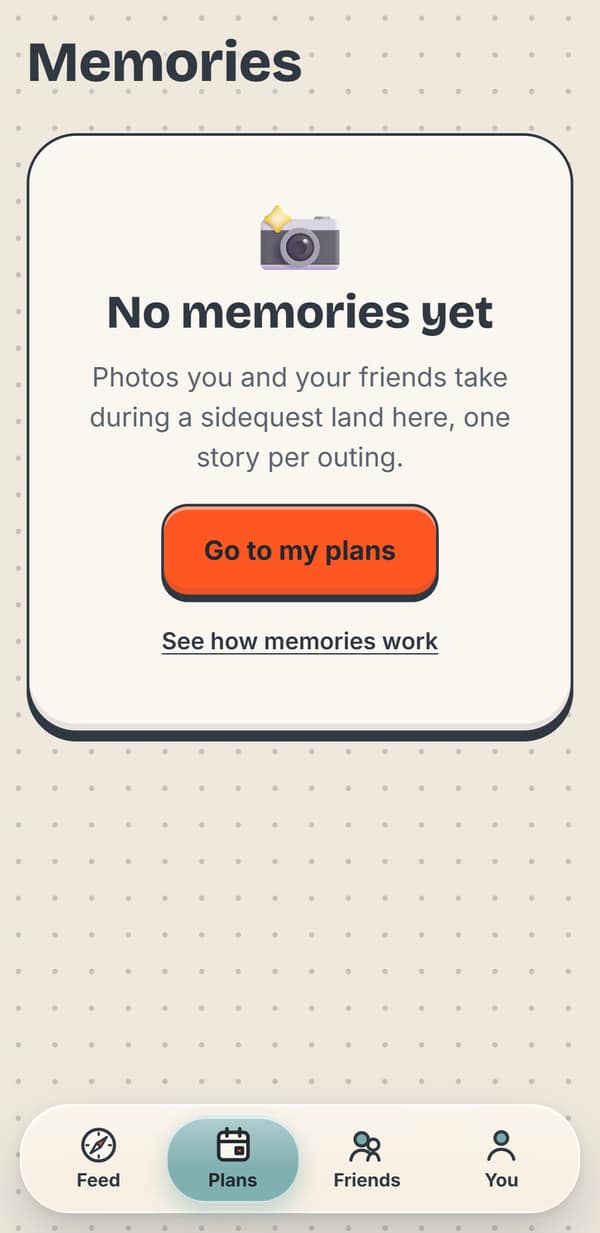 Memories
No memories yet
Photos you and your friends take
during a sidequest land here, one
story per outing.
Go to my plans
See how memories work
Feed
Plans
Friends
You